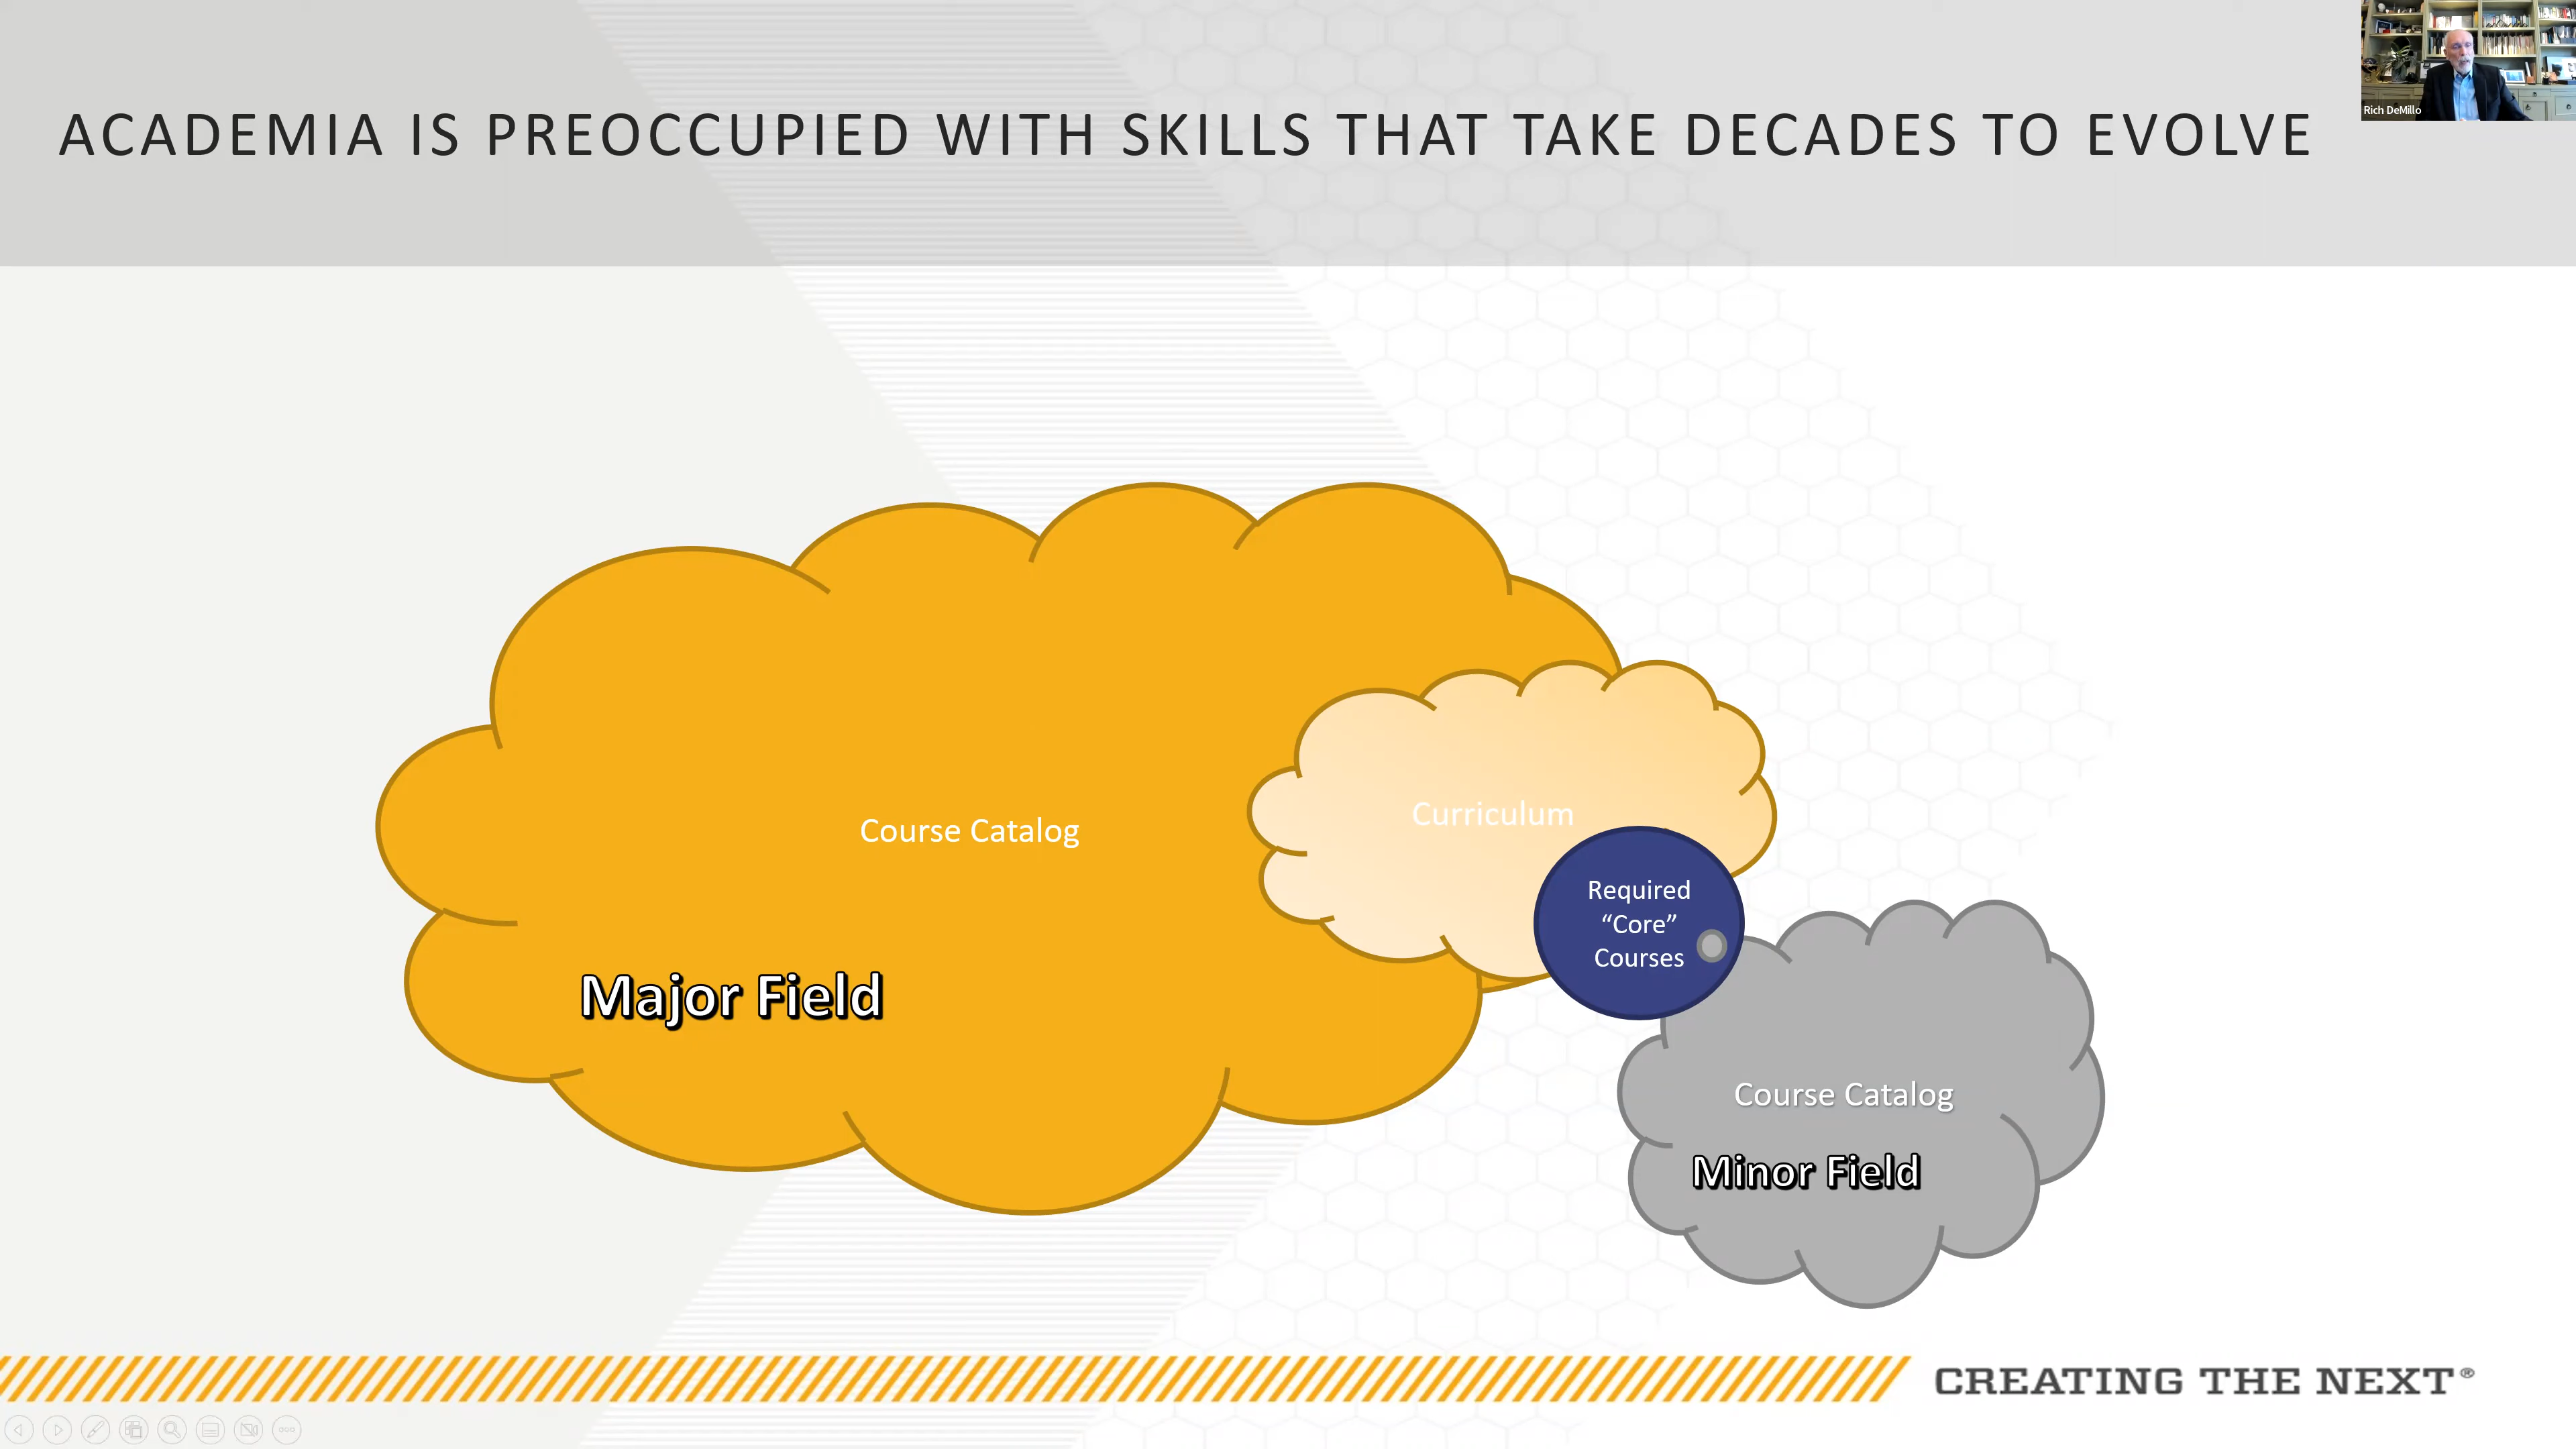 ACADEMIA IS PREOCCUPIED WITH SKILLS THAT TAKE DECADES TO EVOLVE
Rich DeMillo
Course Catalog
Major Field
Curriculum
Required
“Core”
Courses
Course Catalog
Minor Field
CREATING THE NEXT®